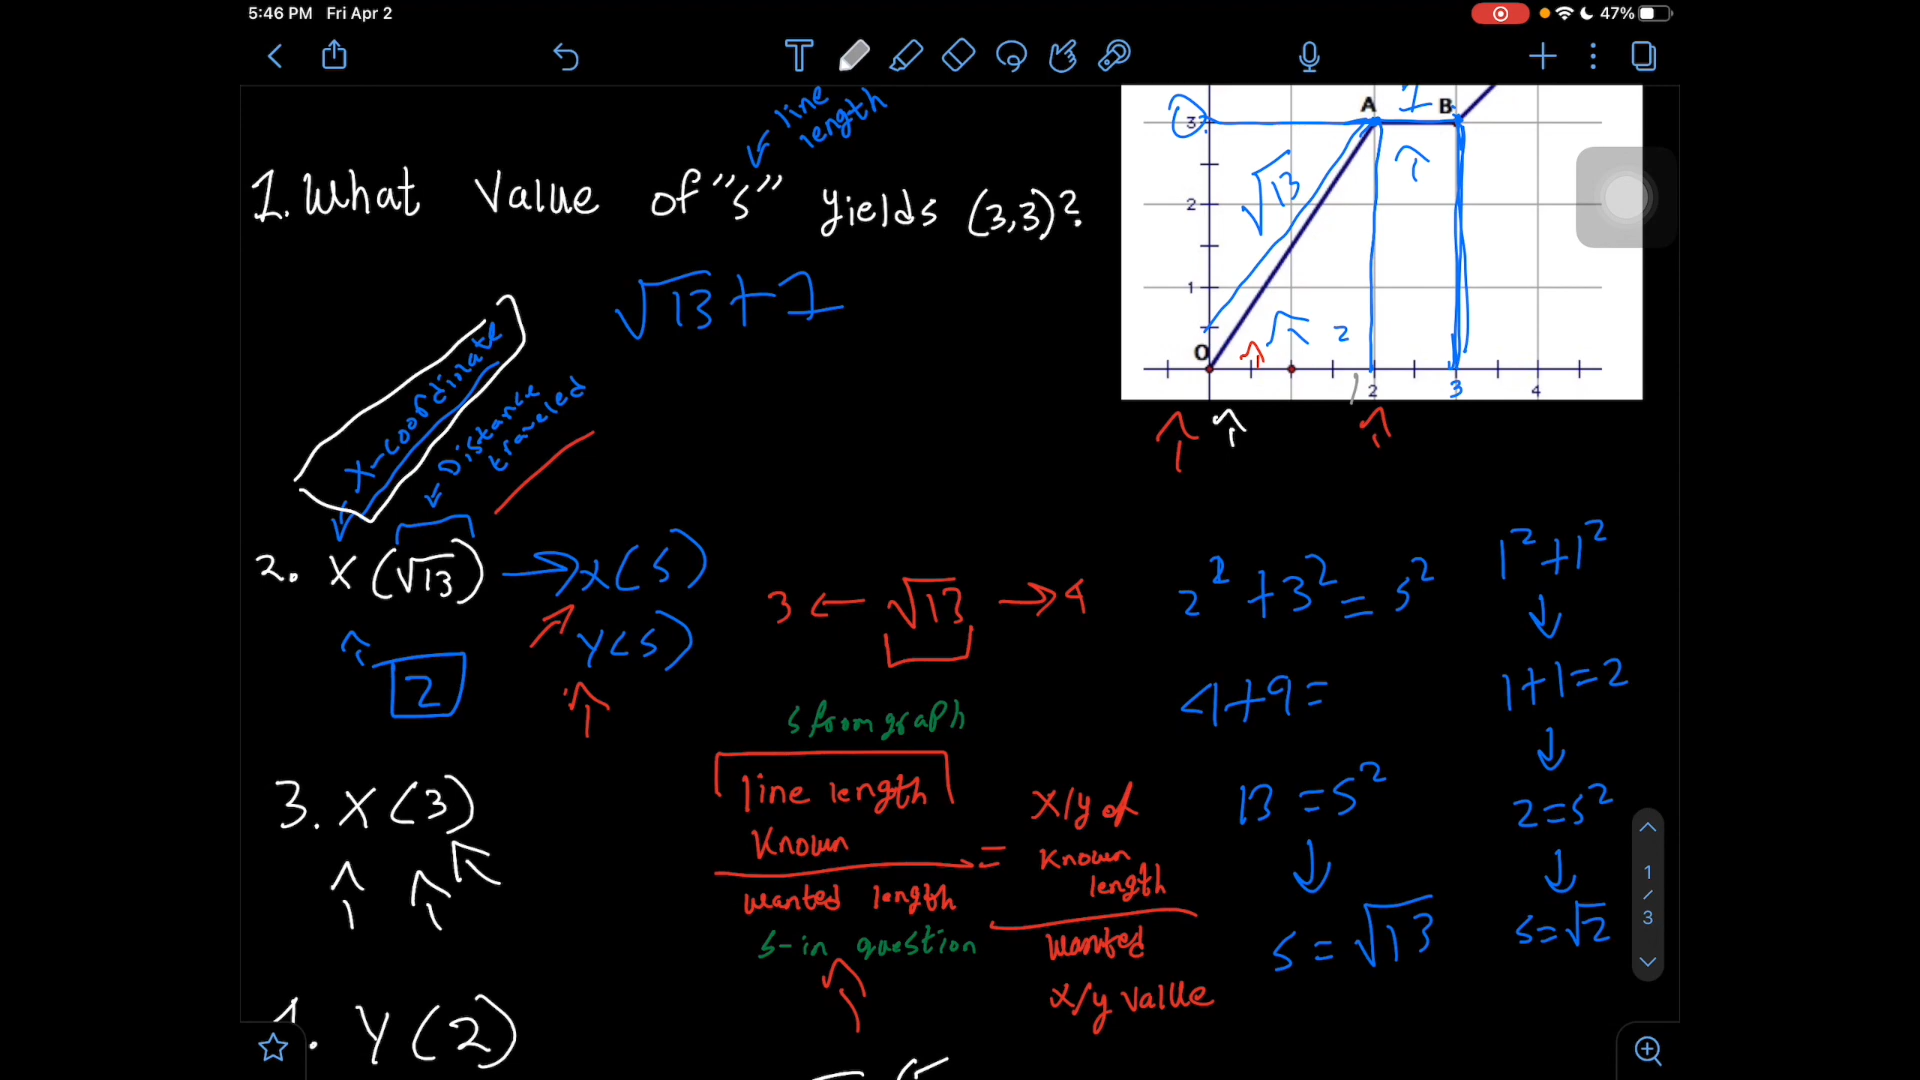 5:46 PM Fri Apr 2
47%
line
length
1. What Value of "s" yields (3,3)?
√13+1
A 1 B
3
2
1
√13
2
O
2
3
4
X-coordinate
Distance
traveled
2. X(√13) → X(S)
Y(S)
2
3 ← √13 → 4
2² + 3² = S²
4+9=
13 = S²
S = √13
1² + 1²
1+1=2
2=S²
S=√2
3. X(3)
S from graph
line length
Known
wanted length
S-in question
=
X/y of
Known
length
wanted
X/y value
4. Y(2)
1
/
3